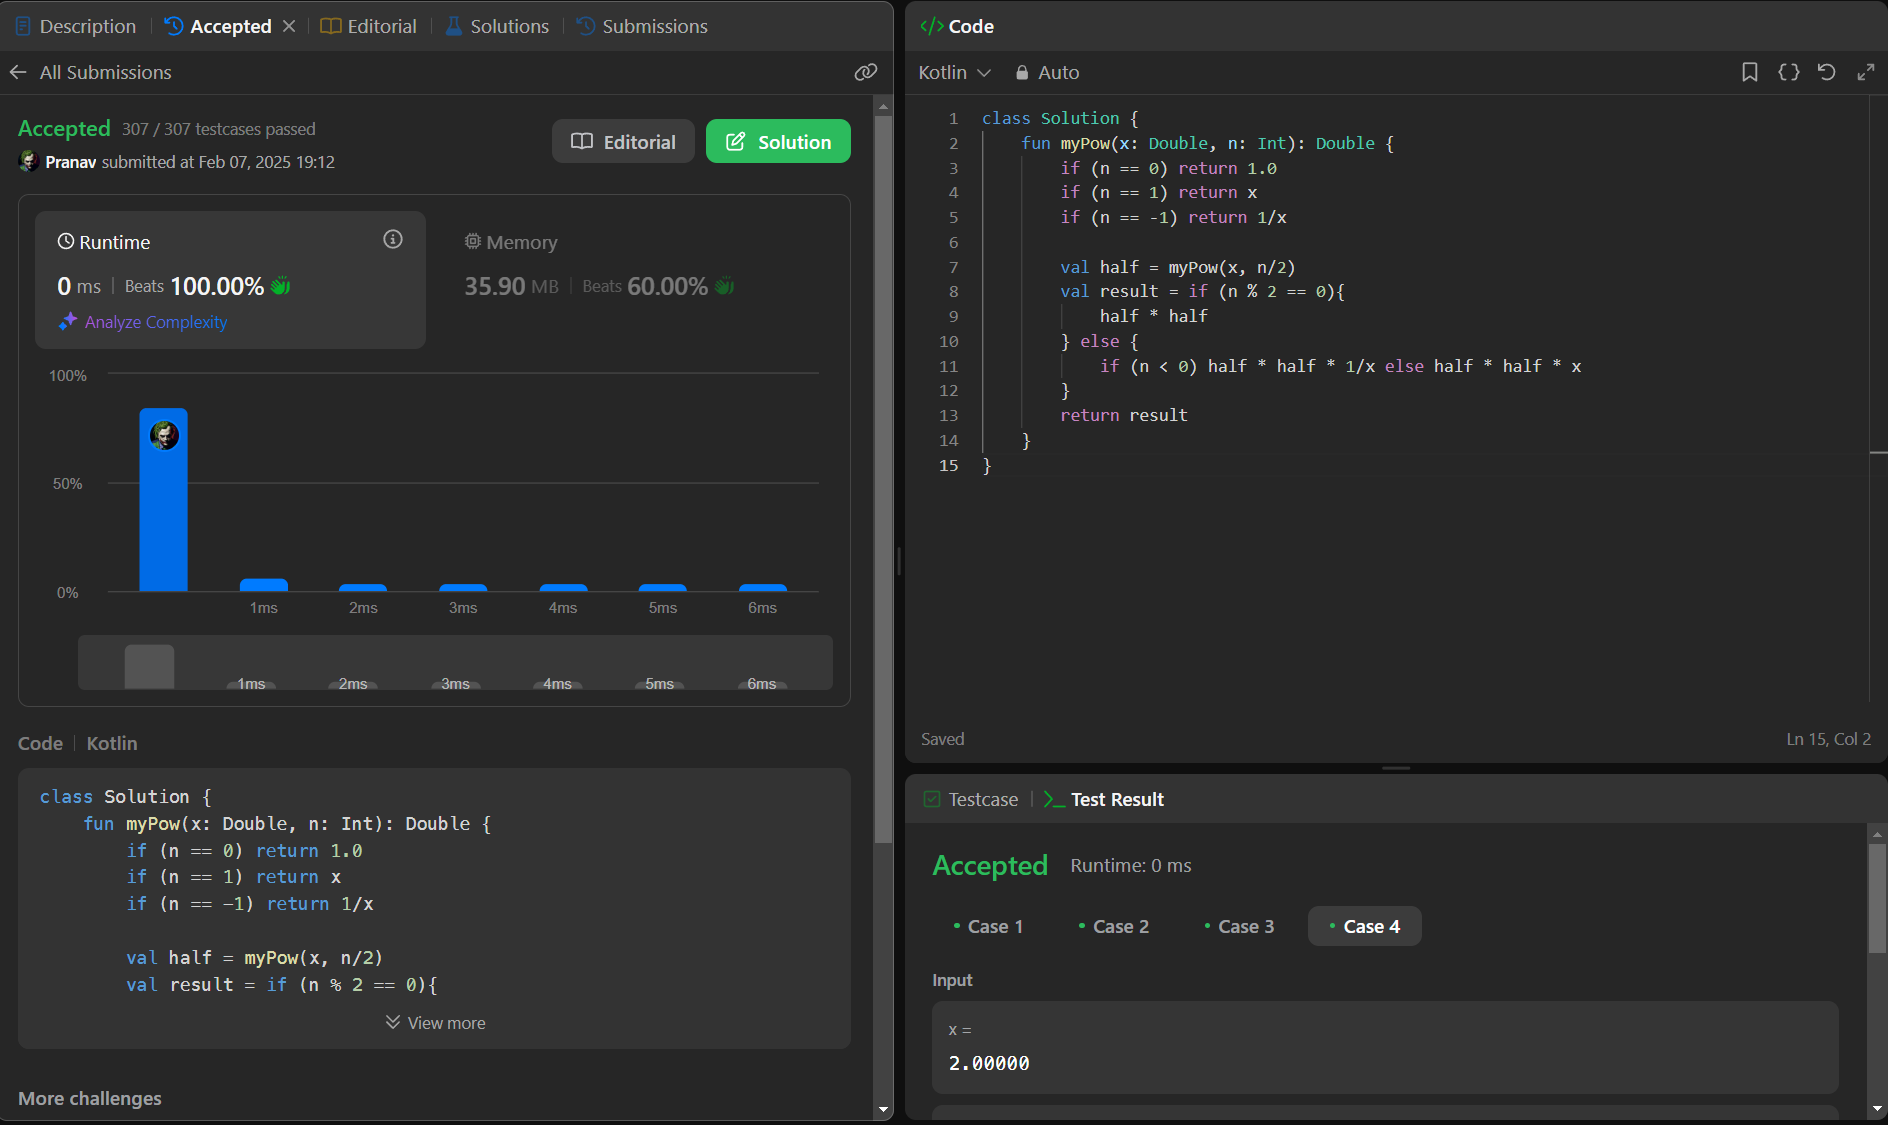 Description
Accepted
Editorial
Solutions
Submissions
All Submissions
Accepted 307 / 307 testcases passed
Pranav submitted at Feb 07, 2025 19:12
Editorial
Solution
Runtime
0 ms | Beats 100.00%
Analyze Complexity
Memory
35.90 MB | Beats 60.00%
100%
50%
0%
1ms 2ms 3ms 4ms 5ms 6ms
1ms 2ms 3ms 4ms 5ms 6ms
Code | Kotlin
class Solution {
fun myPow(x: Double, n: Int): Double {
if (n == 0) return 1.0
if (n == 1) return x
if (n == -1) return 1/x
val half = myPow(x, n/2)
val result = if (n % 2 == 0){
View more
More challenges
</> Code
Kotlin
Auto
1 class Solution {
2 fun myPow(x: Double, n: Int): Double {
3 if (n == 0) return 1.0
4 if (n == 1) return x
5 if (n == -1) return 1/x
6
7 val half = myPow(x, n/2)
8 val result = if (n % 2 == 0){
9 half * half
10 } else {
11 if (n < 0) half * half * 1/x else half * half * x
12 }
13 return result
14 }
15 }
Saved
Ln 15, Col 2
Testcase
Test Result
Accepted Runtime: 0 ms
Case 1
Case 2
Case 3
Case 4
Input
x =
2.00000